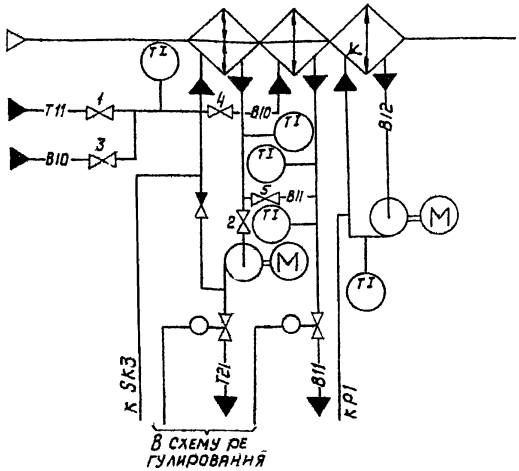 TI
K
T11
1
4
B10
B12
B10
3
TI
TI
5
B11
2
TI
M
M
TI
к SK3
T21
B11
к P1
В СХЕМУ РЕ
ГУЛИРОВАНИЯ